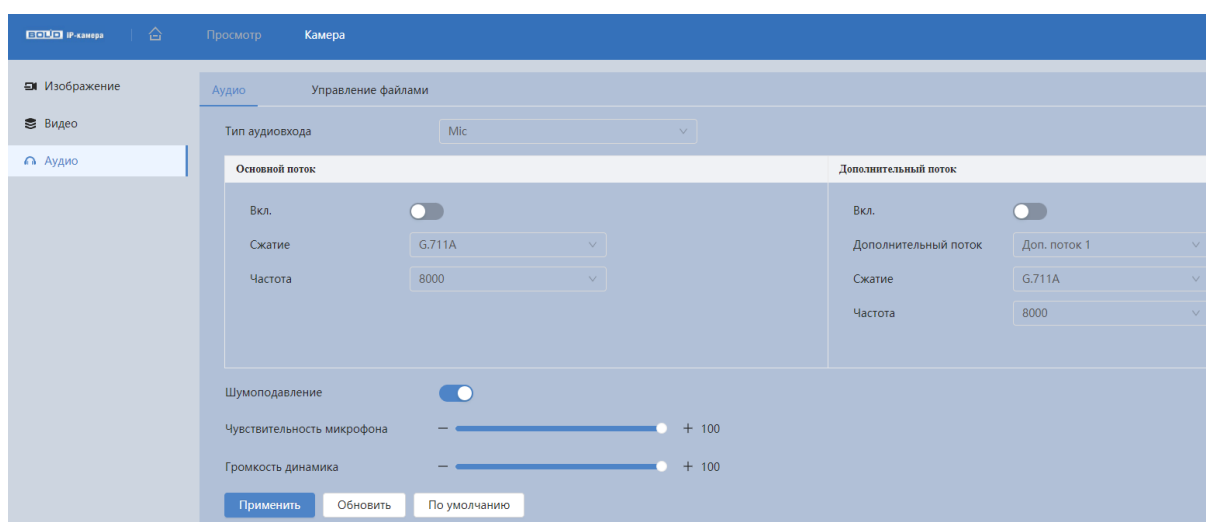 BOLID IP-камера Просмотр Камера
Изображение
Видео
Аудио
Аудио Управление файлами
Тип аудиовхода Mic
Основной поток Дополнительный поток
Вкл. Вкл.
Сжатие G.711A Дополнительный поток Доп. поток 1
Частота 8000 Сжатие G.711A
Частота 8000
Шумоподавление
Чувствительность микрофона − + 100
Громкость динамика − + 100
Применить Обновить По умолчанию